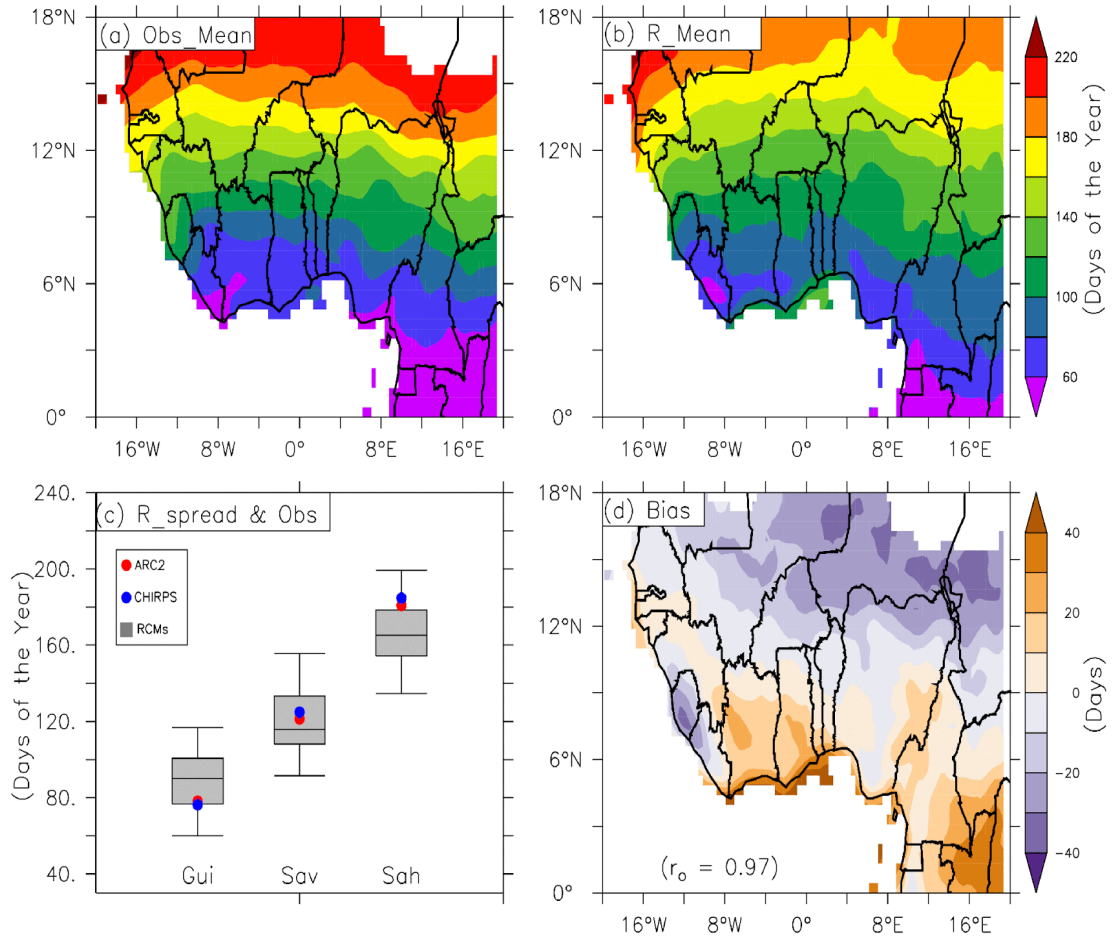 18°N
12°N
6°N
0°
(a) Obs_Mean
16°W 8°W 0° 8°E 16°E
18°N
12°N
6°N
0°
(b) R_Mean
16°W 8°W 0° 8°E 16°E
220
180
140
100
60
(Days of the Year)
240.
200.
160.
120.
80.
40.
(Days of the Year)
(c) R_spread & Obs
ARC2
CHIRPS
RCMs
Gui Sav Sah
18°N
12°N
6°N
0°
(d) Bias
(r₀ = 0.97)
16°W 8°W 0° 8°E 16°E
40
20
0
-20
-40
(Days)